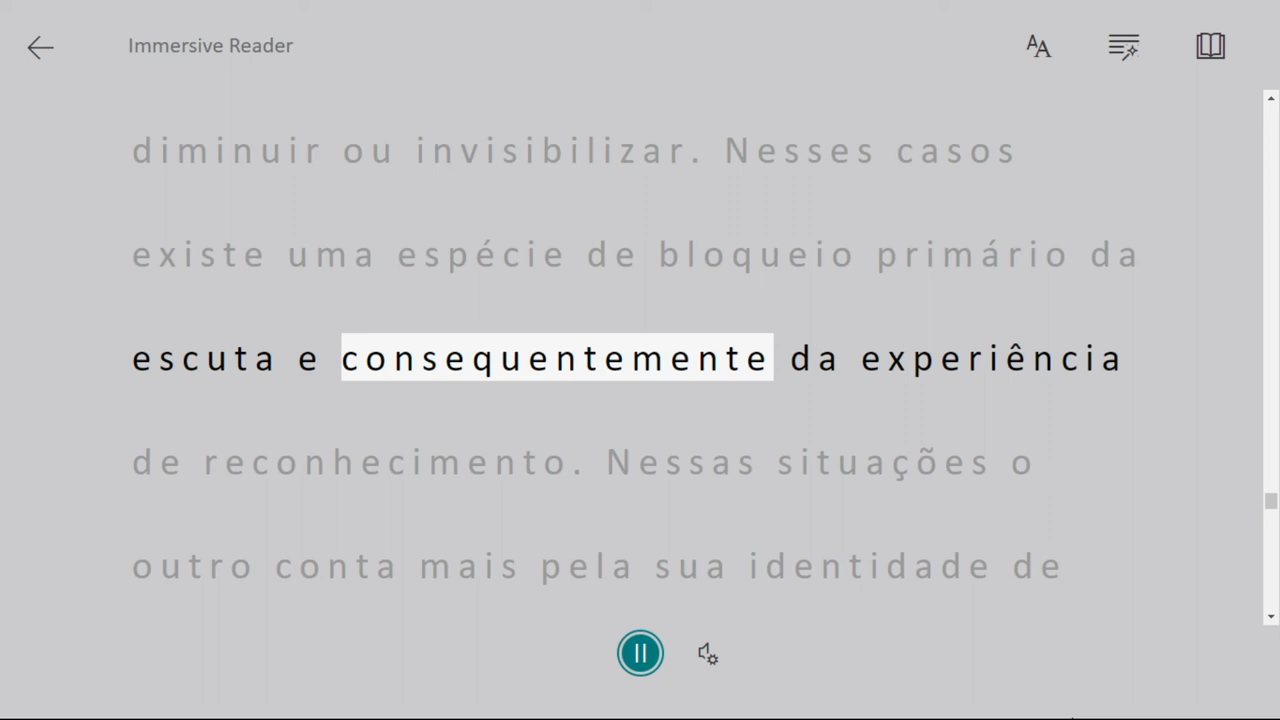 Immersive Reader
diminuir ou invisibilizar. Nesses casos
existe uma espécie de bloqueio primário da
escuta e consequentemente da experiência
de reconhecimento. Nessas situações o
outro conta mais pela sua identidade de